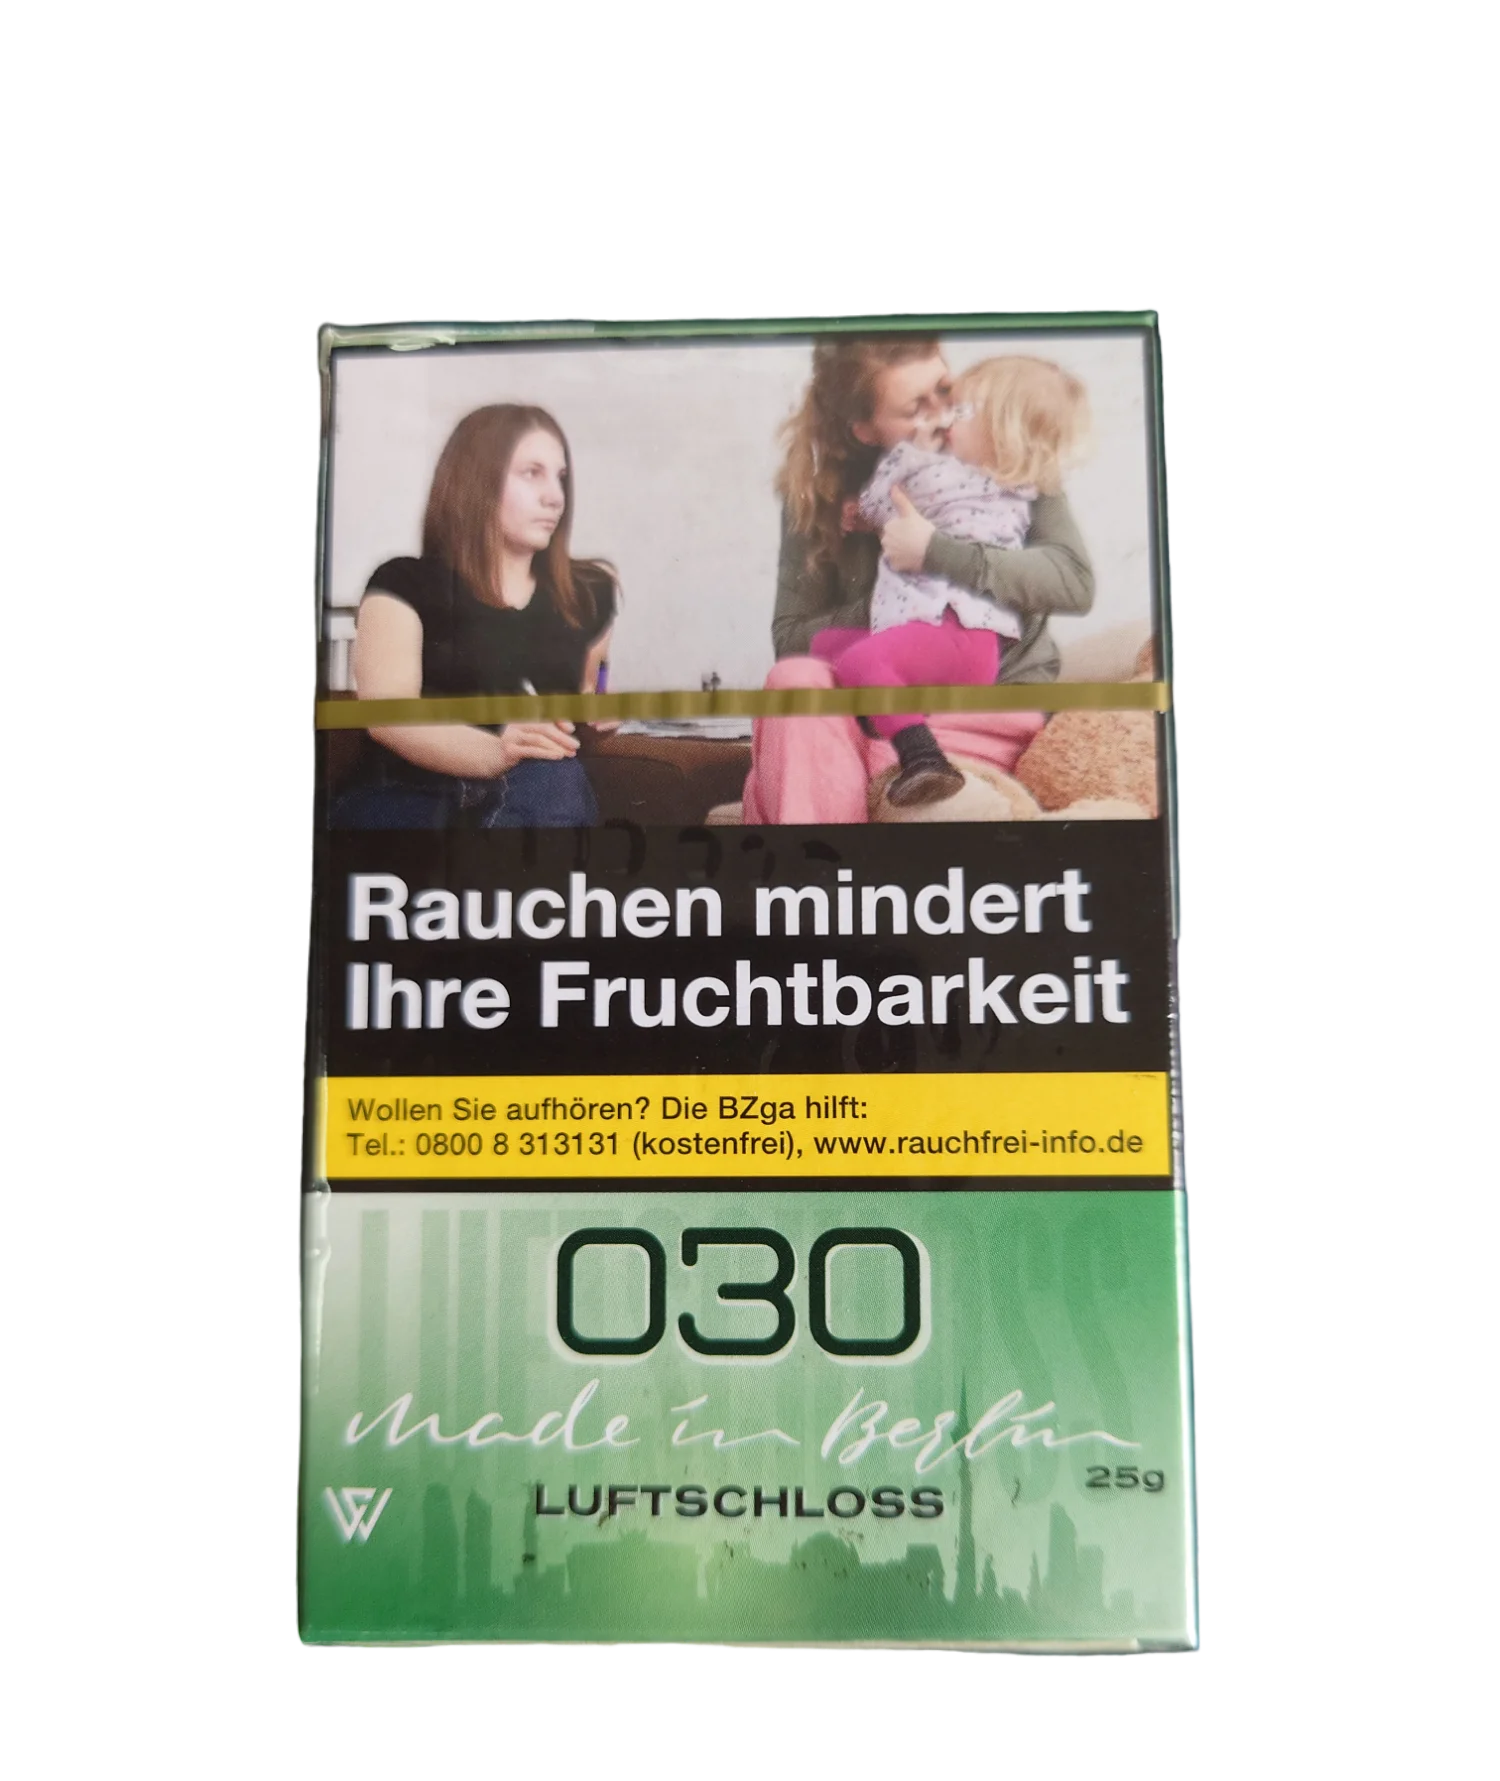 Rauchen mindert
Ihre Fruchtbarkeit
Wollen Sie aufhören? Die BZga hilft:
Tel.: 0800 8 313131 (kostenfrei), www.rauchfrei-info.de
LUFTSCHLOSS
030
made in Berlin
25g
LUFTSCHLOSS